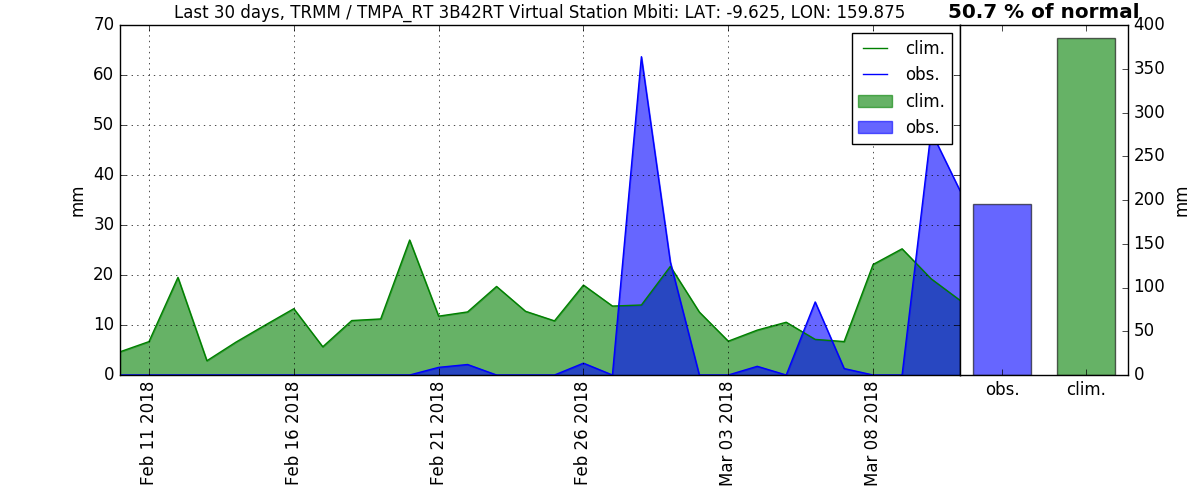 Last 30 days, TRMM / TMPA_RT 3B42RT Virtual Station Mbiti: LAT: -9.625, LON: 159.875
50.7 % of normal
70
60
50
40
30
20
10
0
mm
clim.
obs.
clim.
obs.
400
350
300
250
200
150
100
50
0
mm
obs.
clim.
Feb 11 2018
Feb 16 2018
Feb 21 2018
Feb 26 2018
Mar 03 2018
Mar 08 2018